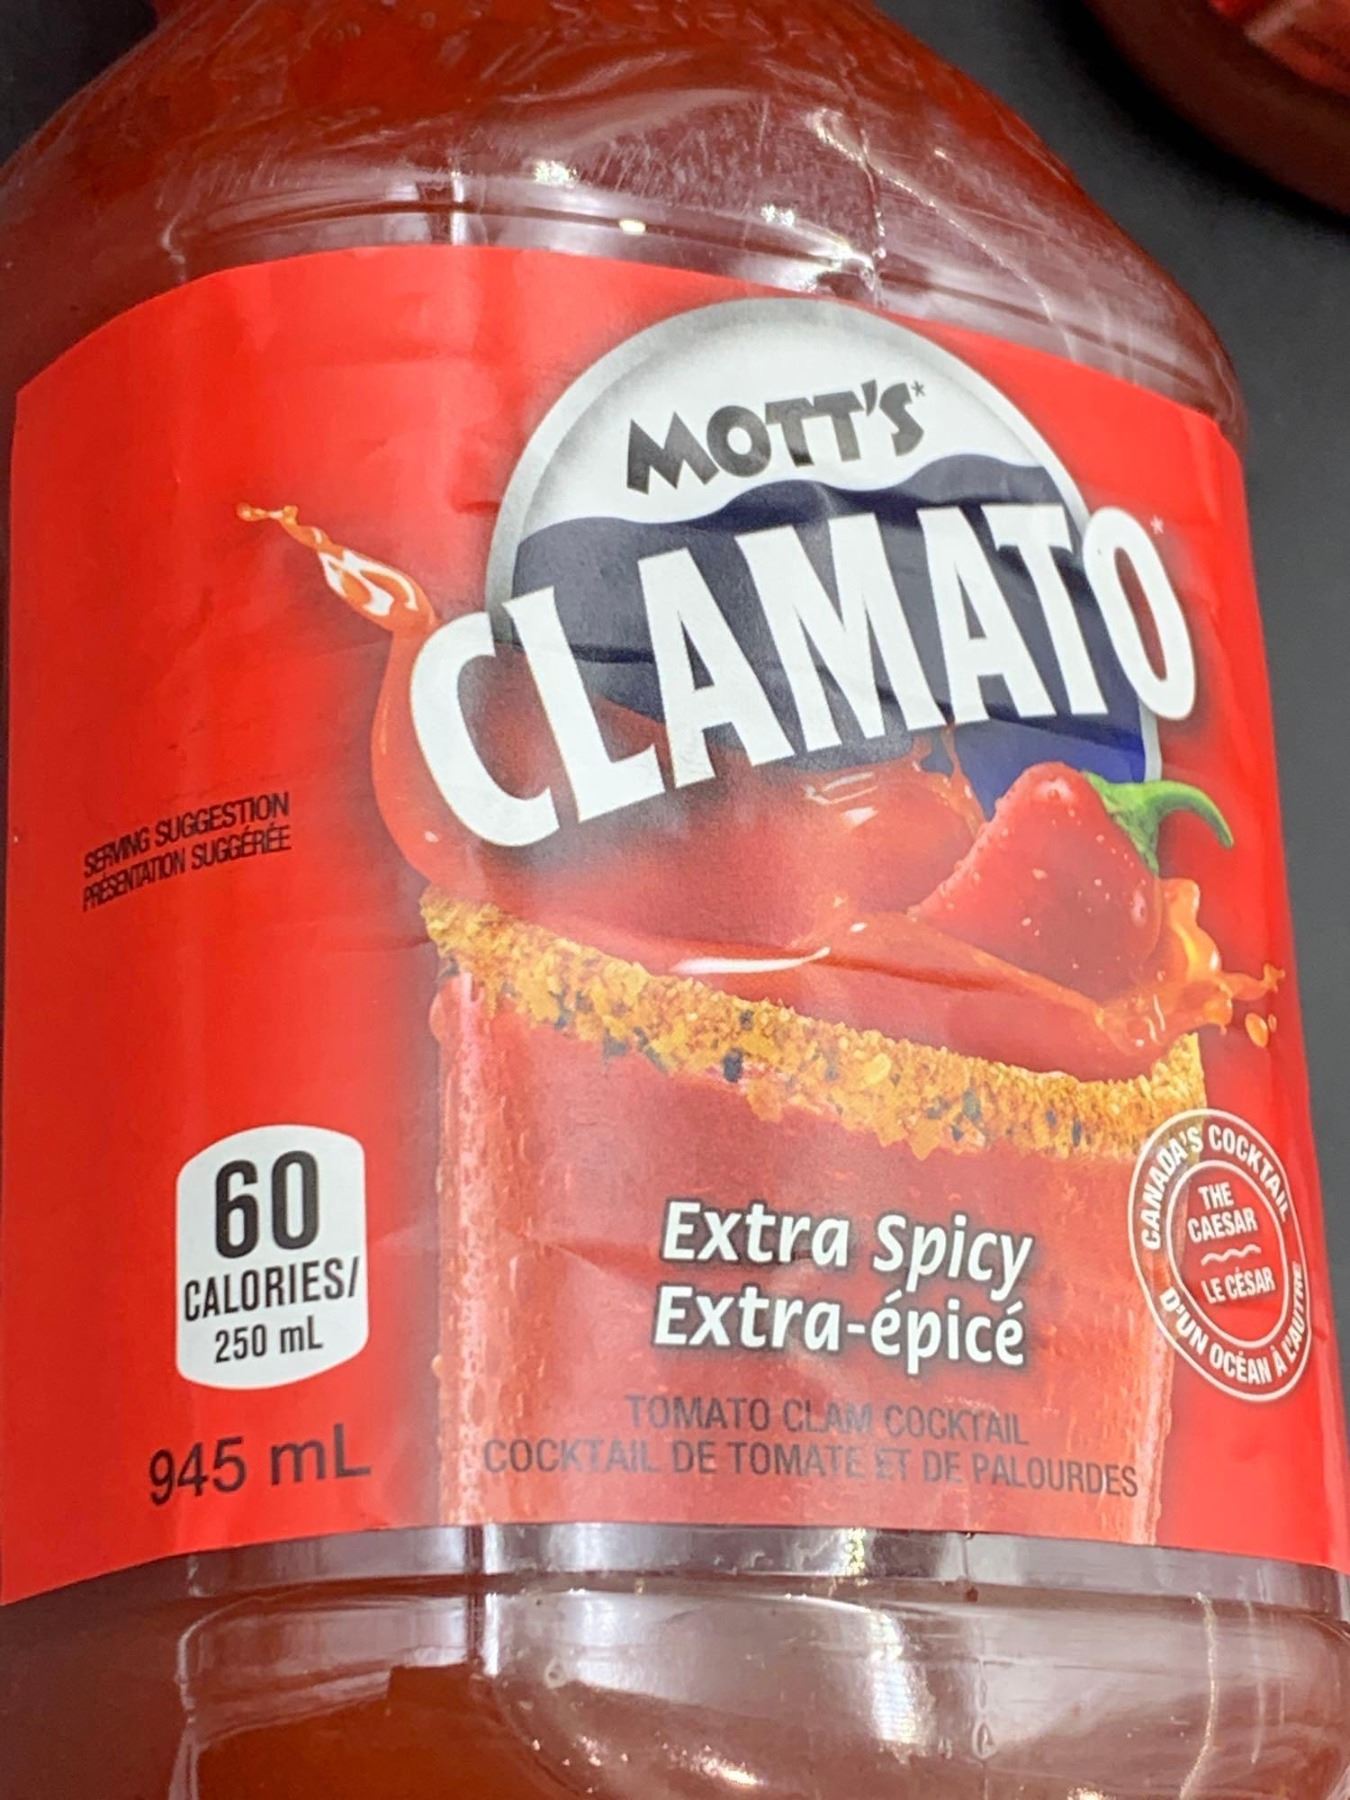 MOTT'S*
CLAMATO*
SERVING SUGGESTION
PRÉSENTATION SUGGÉRÉE
60
CALORIES/
250 mL
945 mL
Extra Spicy
Extra-épicé
TOMATO CLAM COCKTAIL
COCKTAIL DE TOMATE ET DE PALOURDES
CANADA'S COCKTAIL
THE
CAESAR
LE CÉSAR
D'UN OCÉAN À L'AUTRE